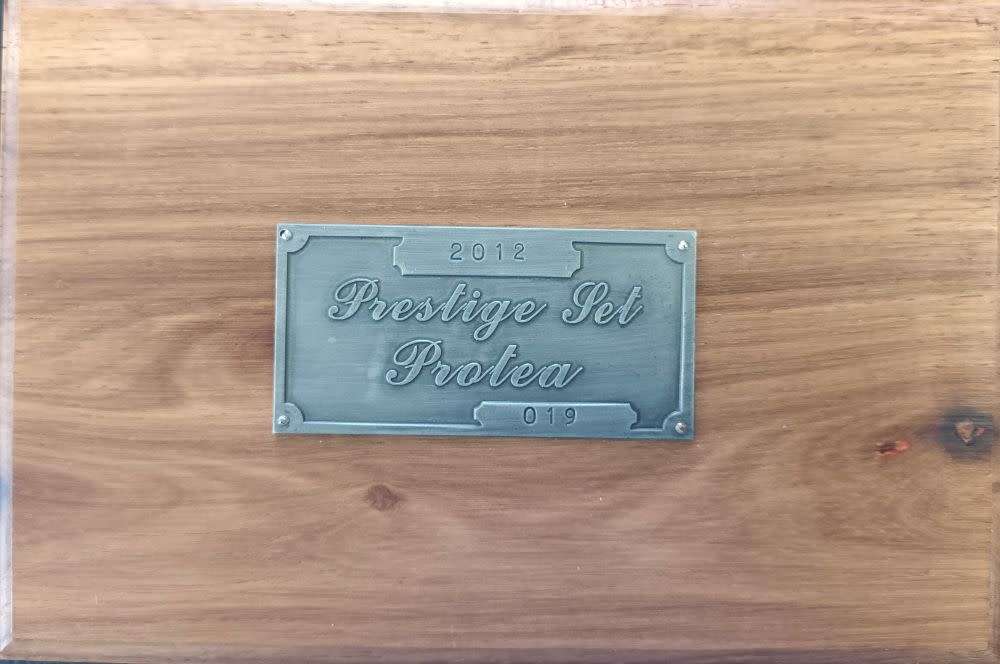 2012
Prestige Set
Protea
019